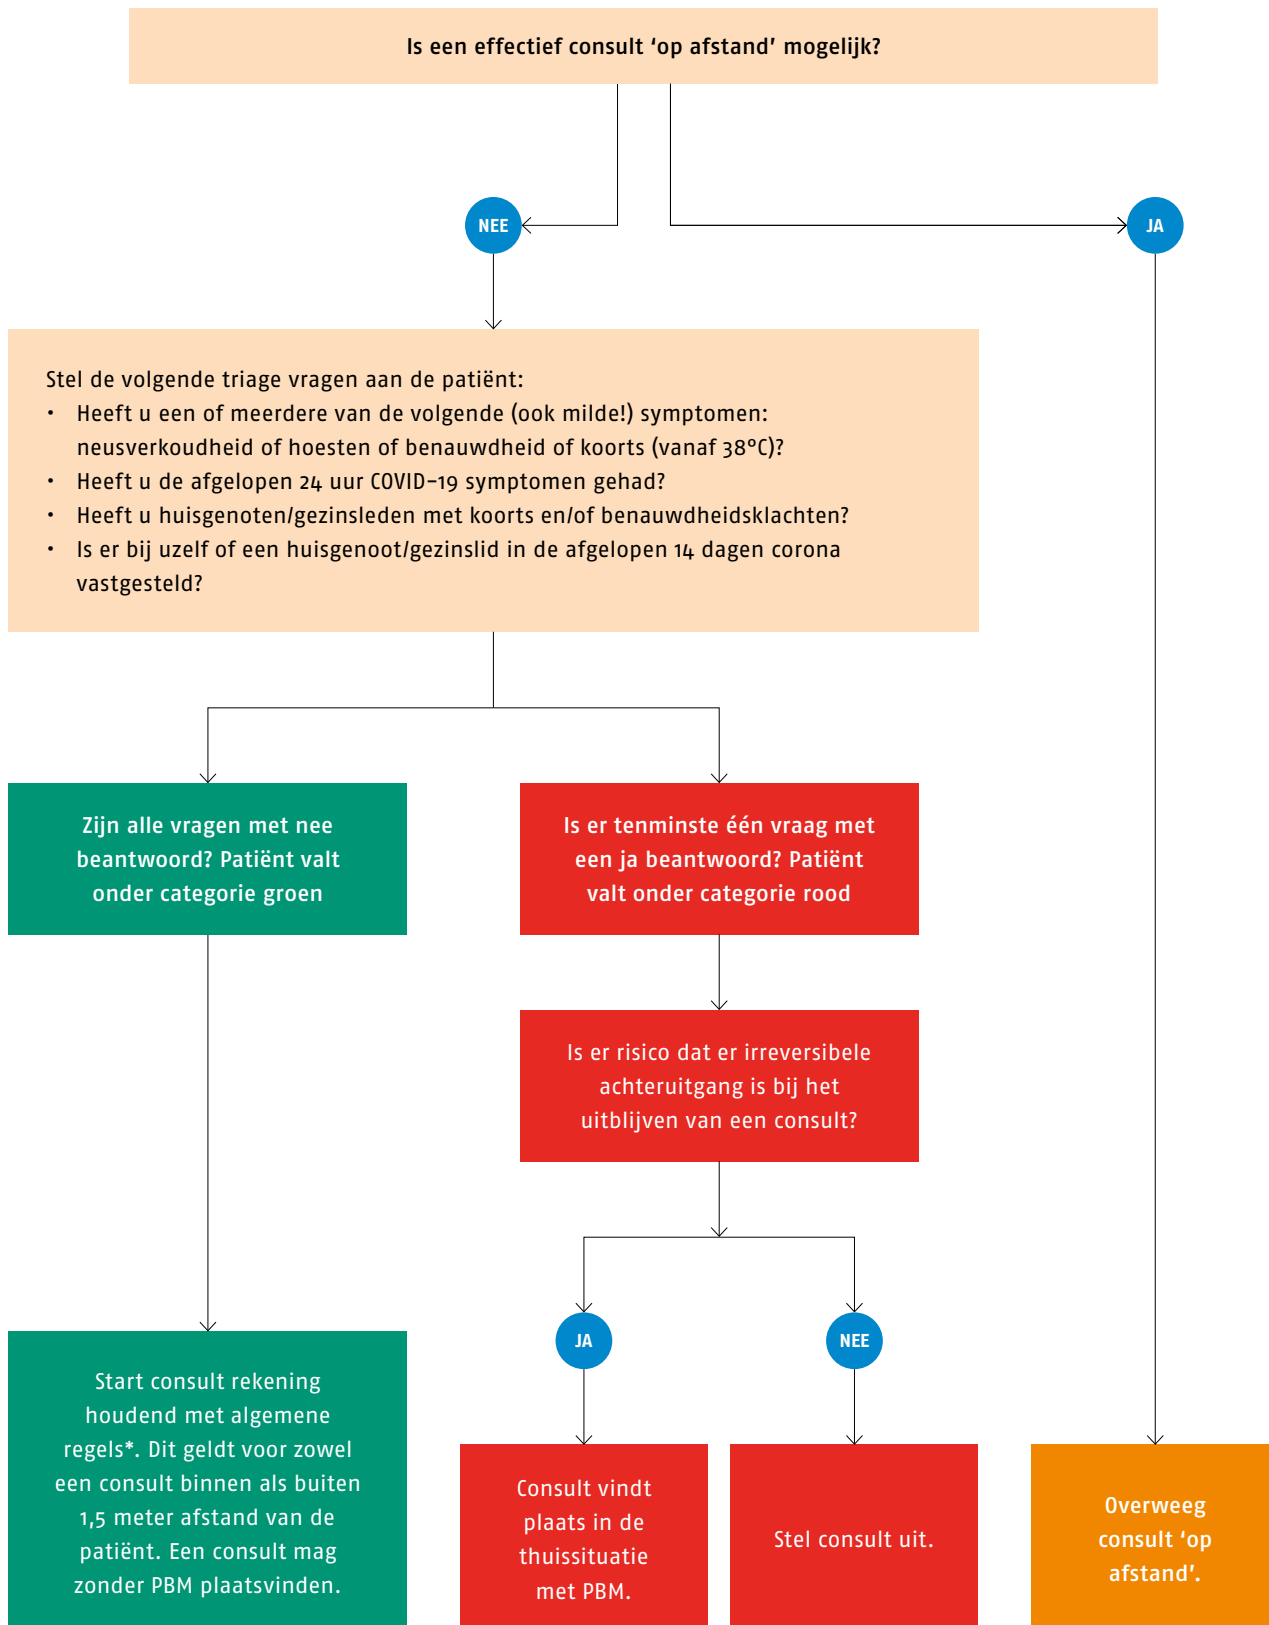 Is een effectief consult ‘op afstand’ mogelijk?
NEE
JA
Stel de volgende triage vragen aan de patiënt:
• Heeft u een of meerdere van de volgende (ook milde!) symptomen:
neusverkoudheid of hoesten of benauwdheid of koorts (vanaf 38°C)?
• Heeft u de afgelopen 24 uur COVID-19 symptomen gehad?
• Heeft u huisgenoten/gezinsleden met koorts en/of benauwdheidsklachten?
• Is er bij uzelf of een huisgenoot/gezinslid in de afgelopen 14 dagen corona
vastgesteld?
Zijn alle vragen met nee
beantwoord? Patiënt valt
onder categorie groen
Is er tenminste één vraag met
een ja beantwoord? Patiënt
valt onder categorie rood
Is er risico dat er irreversibele
achteruitgang is bij het
uitblijven van een consult?
JA
NEE
Start consult rekening
houdend met algemene
regels*. Dit geldt voor zowel
een consult binnen als buiten
1,5 meter afstand van de
patiënt. Een consult mag
zonder PBM plaatsvinden.
Consult vindt
plaats in de
thuissituatie
met PBM.
Stel consult uit.
Overweeg
consult ‘op
afstand’.